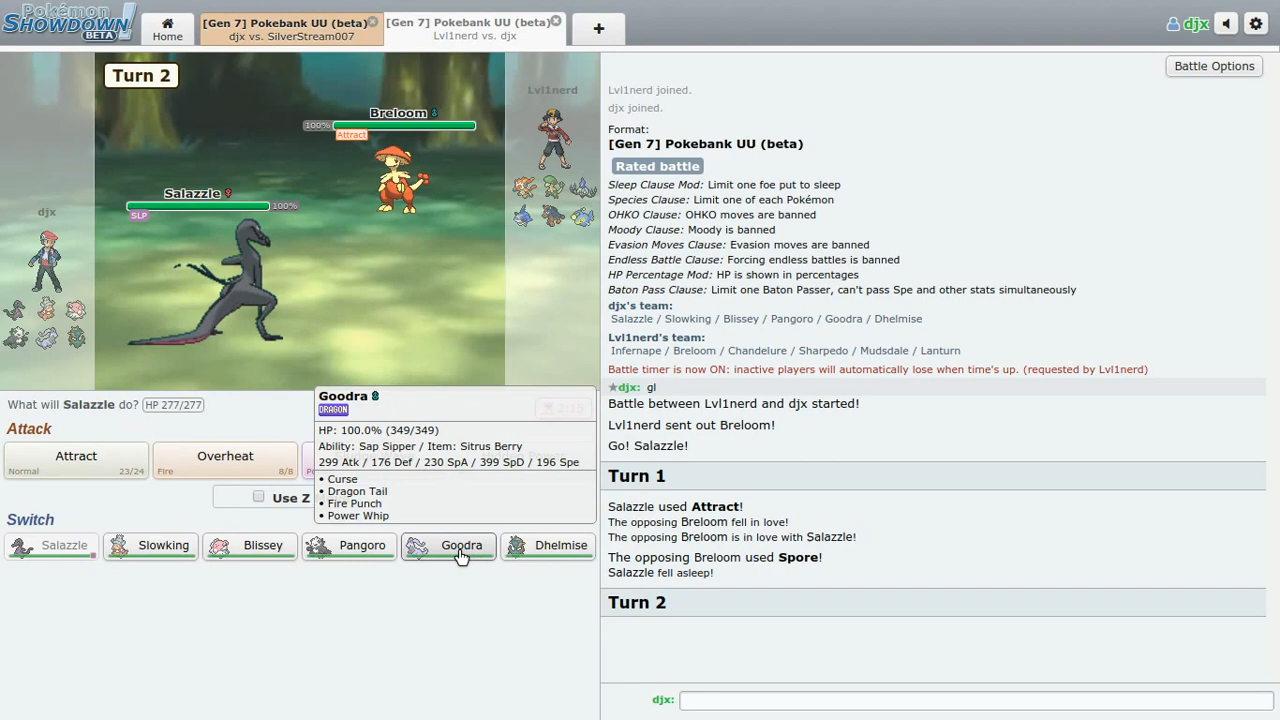 Pokémon
SHOWDOWN!
BETA
Home
[Gen 7] Pokebank UU (beta)
djx vs. SilverStream007
[Gen 7] Pokebank UU (beta)
Lvl1nerd vs. djx
+
djx
Turn 2
Battle Options
Lvl1nerd
Breloom
100%
Attract
djx
Salazzle
100%
SLP
Lvl1nerd joined.
djx joined.
Format:
[Gen 7] Pokebank UU (beta)
Rated battle
Sleep Clause Mod: Limit one foe put to sleep
Species Clause: Limit one of each Pokémon
OHKO Clause: OHKO moves are banned
Moody Clause: Moody is banned
Evasion Moves Clause: Evasion moves are banned
Endless Battle Clause: Forcing endless battles is banned
HP Percentage Mod: HP is shown in percentages
Baton Pass Clause: Limit one Baton Passer, can't pass Spe and other stats simultaneously
djx's team:
Salazzle / Slowking / Blissey / Pangoro / Goodra / Dhelmise
Lvl1nerd's team:
Infernape / Breloom / Chandelure / Sharpedo / Mudsdale / Lanturn
Battle timer is now ON: inactive players will automatically lose when time's up. (requested by Lvl1nerd)
★djx: gl
Battle between Lvl1nerd and djx started!
Lvl1nerd sent out Breloom!
Go! Salazzle!
Turn 1
Salazzle used Attract!
The opposing Breloom fell in love!
The opposing Breloom is in love with Salazzle!
The opposing Breloom used Spore!
Salazzle fell asleep!
Turn 2
djx:
What will Salazzle do? HP 277/277
2:15
Attack
Attract
Normal 23/24
Overheat
Fire 8/8
Use Z
Goodra
DRAGON
HP: 100.0% (349/349)
Ability: Sap Sipper / Item: Sitrus Berry
299 Atk / 176 Def / 230 SpA / 399 SpD / 196 Spe
• Curse
• Dragon Tail
• Fire Punch
• Power Whip
Switch
Salazzle
Slowking
Blissey
Pangoro
Goodra
Dhelmise